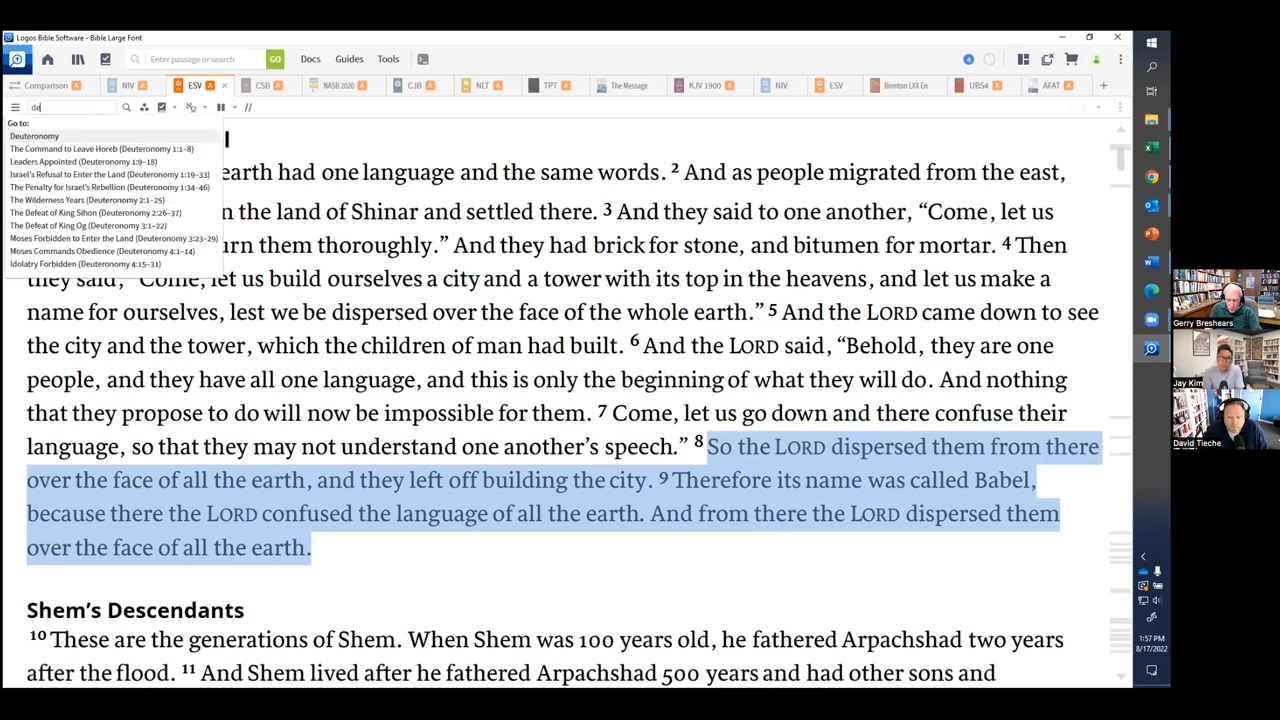 Logos Bible Software - Bible Large Font
Enter passage or search
GO
Docs
Guides
Tools
4
Comparison A
NIV A
ESV A
CSB A
NASB 2020 A
CJB A
NLT A
TPT A
The Message
KJV 1900 A
NIV
ESV
Brenton LXX En
UBS4 A
AFAT A
de
Go to:
Deuteronomy
The Command to Leave Horeb (Deuteronomy 1:1–8)
Leaders Appointed (Deuteronomy 1:9–18)
Israel's Refusal to Enter the Land (Deuteronomy 1:19–33)
The Penalty for Israel's Rebellion (Deuteronomy 1:34–46)
The Wilderness Years (Deuteronomy 2:1–25)
The Defeat of King Sihon (Deuteronomy 2:26–37)
The Defeat of King Og (Deuteronomy 3:1–22)
Moses Forbidden to Enter the Land (Deuteronomy 3:23–29)
Moses Commands Obedience (Deuteronomy 4:1–14)
Idolatry Forbidden (Deuteronomy 4:15–31)
earth had one language and the same words. 2 And as people migrated from the east,
n the land of Shinar and settled there. 3 And they said to one another, “Come, let us
urn them thoroughly.” And they had brick for stone, and bitumen for mortar. 4 Then
they said, “Come, let us build ourselves a city and a tower with its top in the heavens, and let us make a
name for ourselves, lest we be dispersed over the face of the whole earth.” 5 And the LORD came down to see
the city and the tower, which the children of man had built. 6 And the LORD said, “Behold, they are one
people, and they have all one language, and this is only the beginning of what they will do. And nothing
that they propose to do will now be impossible for them. 7 Come, let us go down and there confuse their
language, so that they may not understand one another’s speech.” 8 So the LORD dispersed them from there
over the face of all the earth, and they left off building the city. 9 Therefore its name was called Babel,
because there the LORD confused the language of all the earth. And from there the LORD dispersed them
over the face of all the earth.
Shem’s Descendants
10 These are the generations of Shem. When Shem was 100 years old, he fathered Arpachshad two years
after the flood. 11 And Shem lived after he fathered Arpachshad 500 years and had other sons and
Gerry Breshears
Jay Kim
David Tieche
1:57 PM
8/17/2022